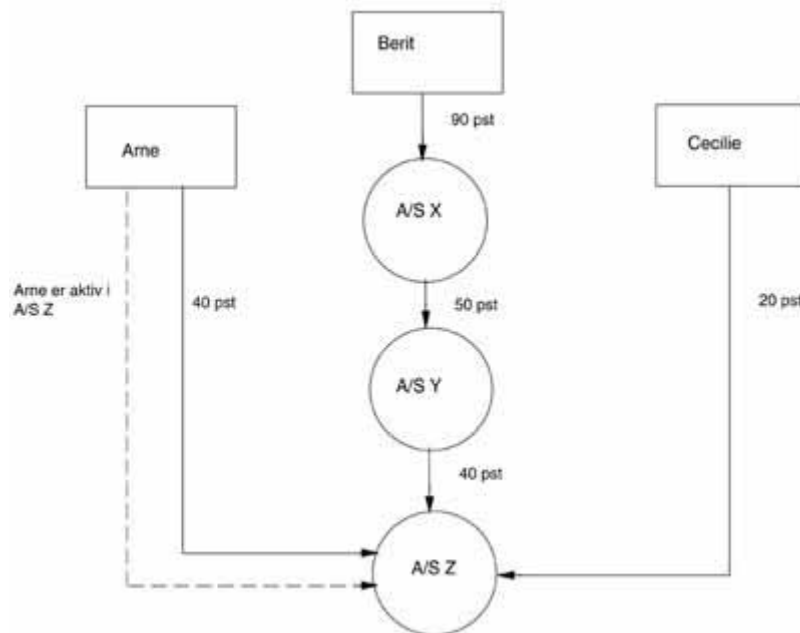 Berit
90 pst
Arne
Cecilie
A/S X
Arne er aktiv i
A/S Z
40 pst
50 pst
20 pst
A/S Y
40 pst
A/S Z